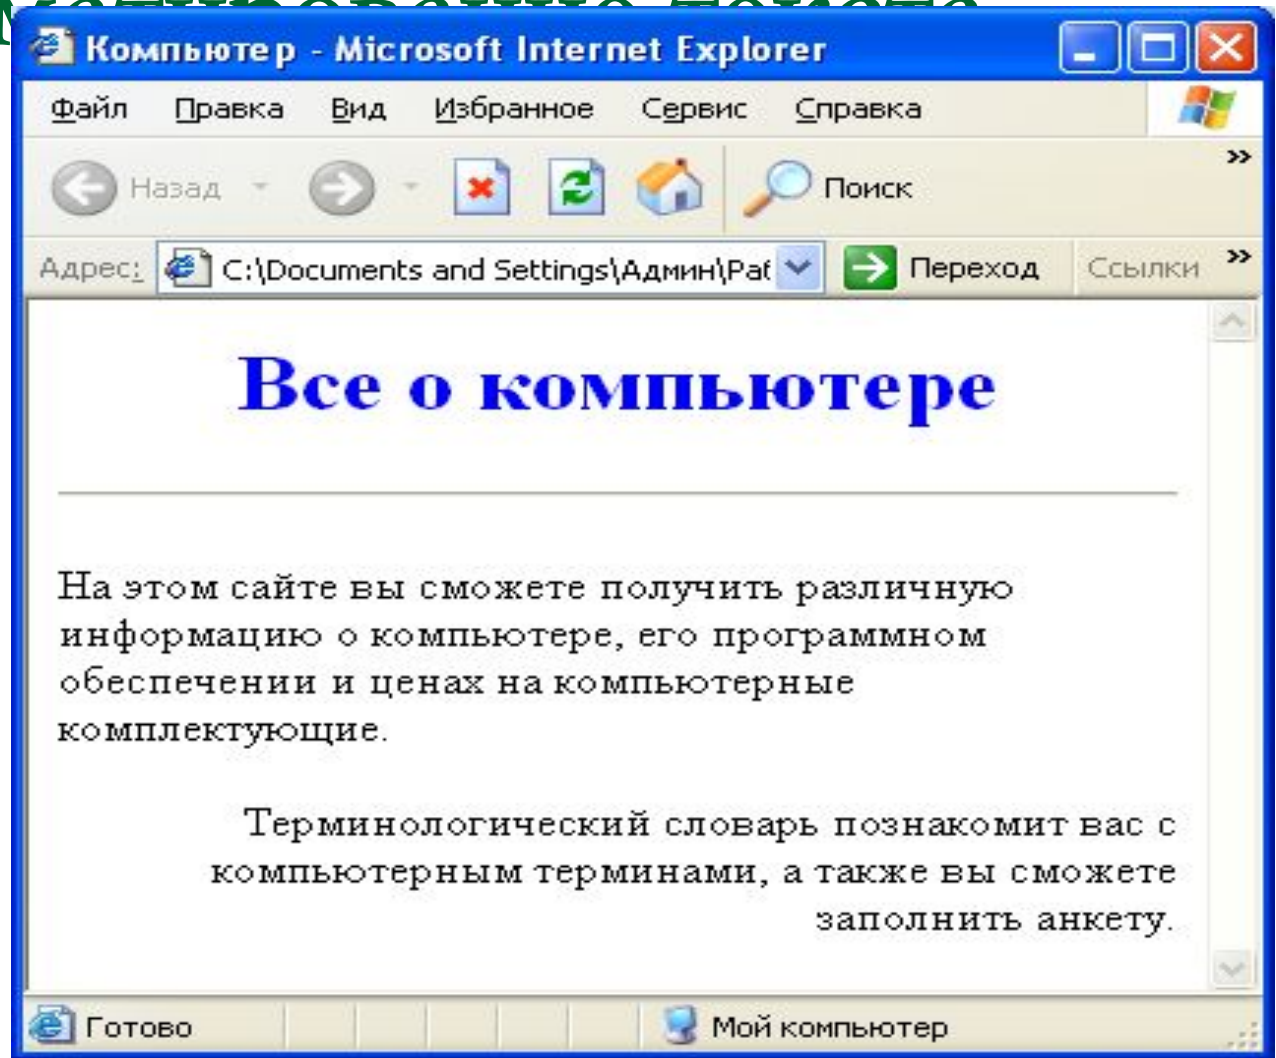 Компьютер - Microsoft Internet Explorer
Файл Правка Вид Избранное Сервис Справка
Назад Поиск »
Адрес: C:\Documents and Settings\Админ\Раб Переход Ссылки »
Все о компьютере
На этом сайте вы сможете получить различную
информацию о компьютере, его программном
обеспечении и ценах на компьютерные
комплектующие.
Терминологический словарь познакомит вас с
компьютерным терминами, а также вы сможете
заполнить анкету.
Готово Мой компьютер